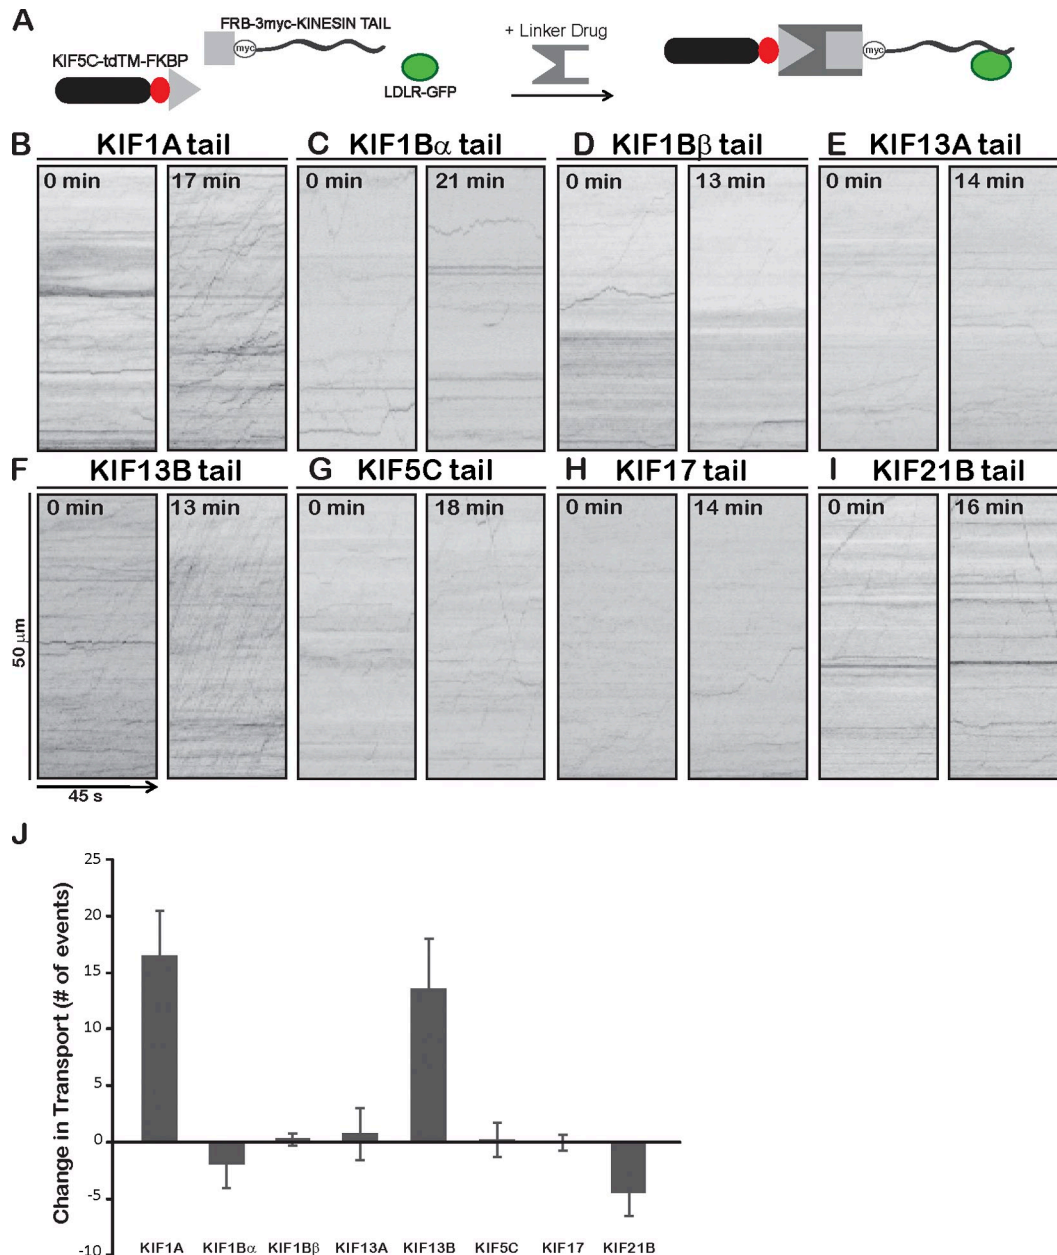 A
FRB-3myc-KINESIN TAIL
KIF5C-tdTM-FKBP
myc
LDLR-GFP
+ Linker Drug
myc
B KIF1A tail
C KIF1Bα tail
D KIF1Bβ tail
E KIF13A tail
0 min 17 min 0 min 21 min 0 min 13 min 0 min 14 min
F KIF13B tail
G KIF5C tail
H KIF17 tail
I KIF21B tail
0 min 13 min 0 min 18 min 0 min 14 min 0 min 16 min
50 µm
45 s
J
Change in Transport (# of events)
25
20
15
10
5
0
-5
-10
KIF1A KIF1Bα KIF1Bβ KIF13A KIF13B KIF5C KIF17 KIF21B